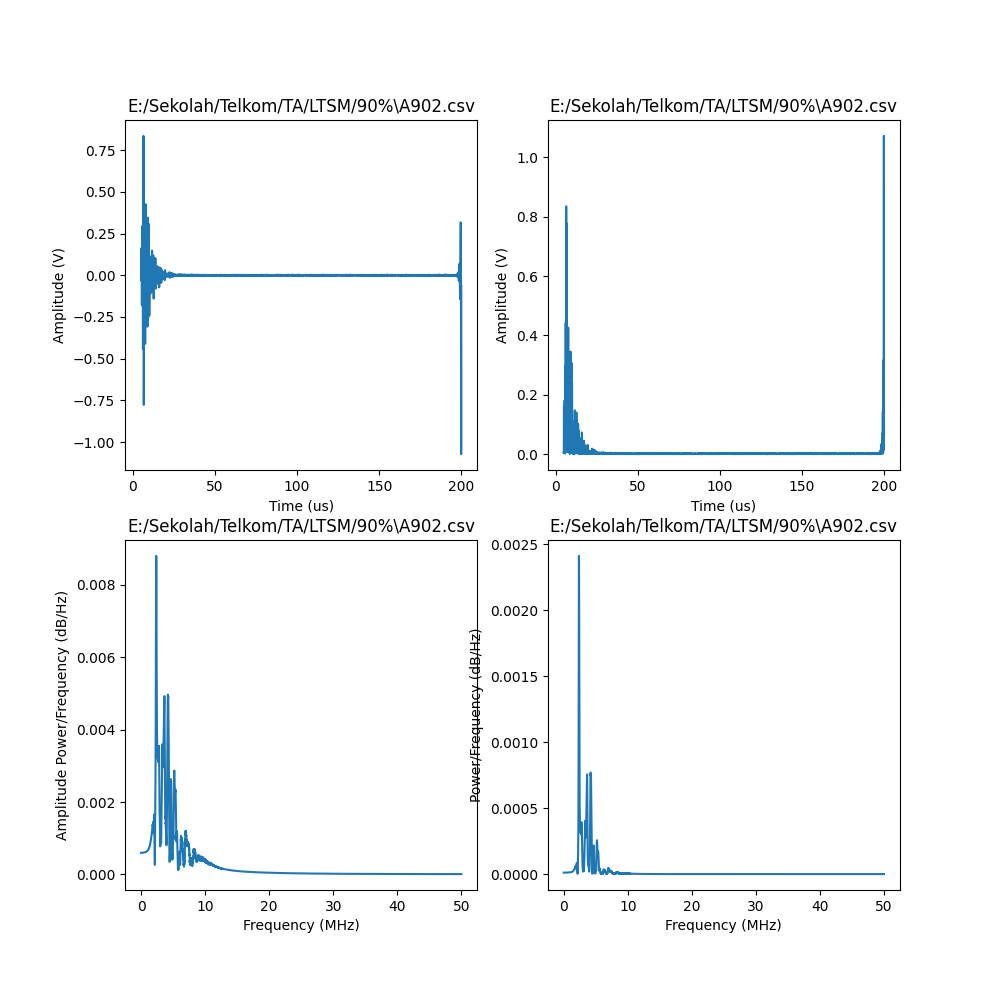 E:/Sekolah/Telkom/TA/LTSM/90%\A902.csv
Amplitude (V)
0.75
0.50
0.25
0.00
−0.25
−0.50
−0.75
−1.00
0 50 100 150 200
Time (us)
E:/Sekolah/Telkom/TA/LTSM/90%\A902.csv
Amplitude (V)
1.0
0.8
0.6
0.4
0.2
0.0
0 50 100 150 200
Time (us)
E:/Sekolah/Telkom/TA/LTSM/90%\A902.csv
Amplitude Power/Frequency (dB/Hz)
0.008
0.006
0.004
0.002
0.000
0 10 20 30 40 50
Frequency (MHz)
E:/Sekolah/Telkom/TA/LTSM/90%\A902.csv
Power/Frequency (dB/Hz)
0.0025
0.0020
0.0015
0.0010
0.0005
0.0000
0 10 20 30 40 50
Frequency (MHz)